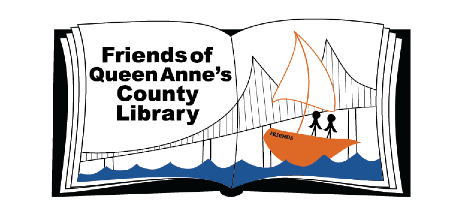 Friends of
Queen Anne's
County
Library
FRIENDS